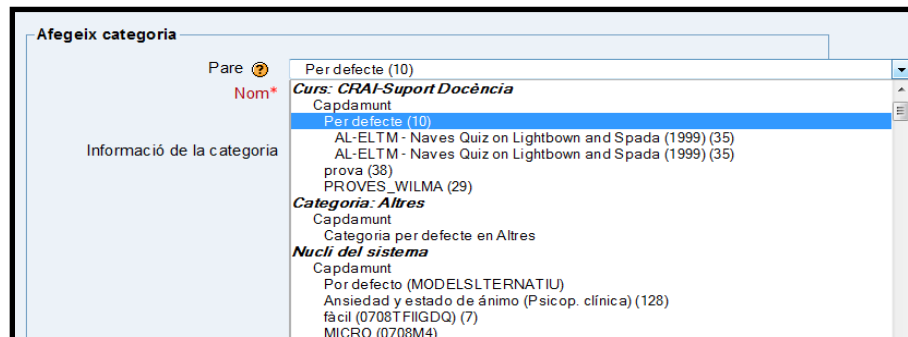 Afegeix categoria
Pare
Per defecte (10)
Nom*
Curs: CRAI-Suport Docència
Capdamunt
Per defecte (10)
AL-ELTM - Naves Quiz on Lightbown and Spada (1999) (35)
Informació de la categoria
AL-ELTM - Naves Quiz on Lightbown and Spada (1999) (35)
prova (38)
PROVES_WILMA (29)
Categoria: Altres
Capdamunt
Categoria per defecte en Altres
Nucli del sistema
Capdamunt
Por defecto (MODELSLTERNATIU)
Ansiedad y estado de ánimo (Psicop. clínica) (128)
fàcil (0708TFIIGDQ) (7)
MICRO (0708M4)